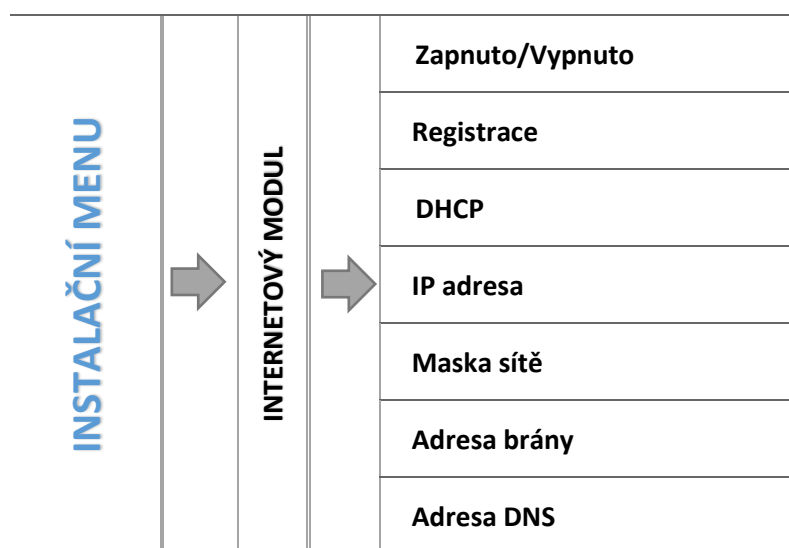 INSTALAČNÍ MENU
INTERNETOVÝ MODUL
Zapnuto/Vypnuto
Registrace
DHCP
IP adresa
Maska sítě
Adresa brány
Adresa DNS